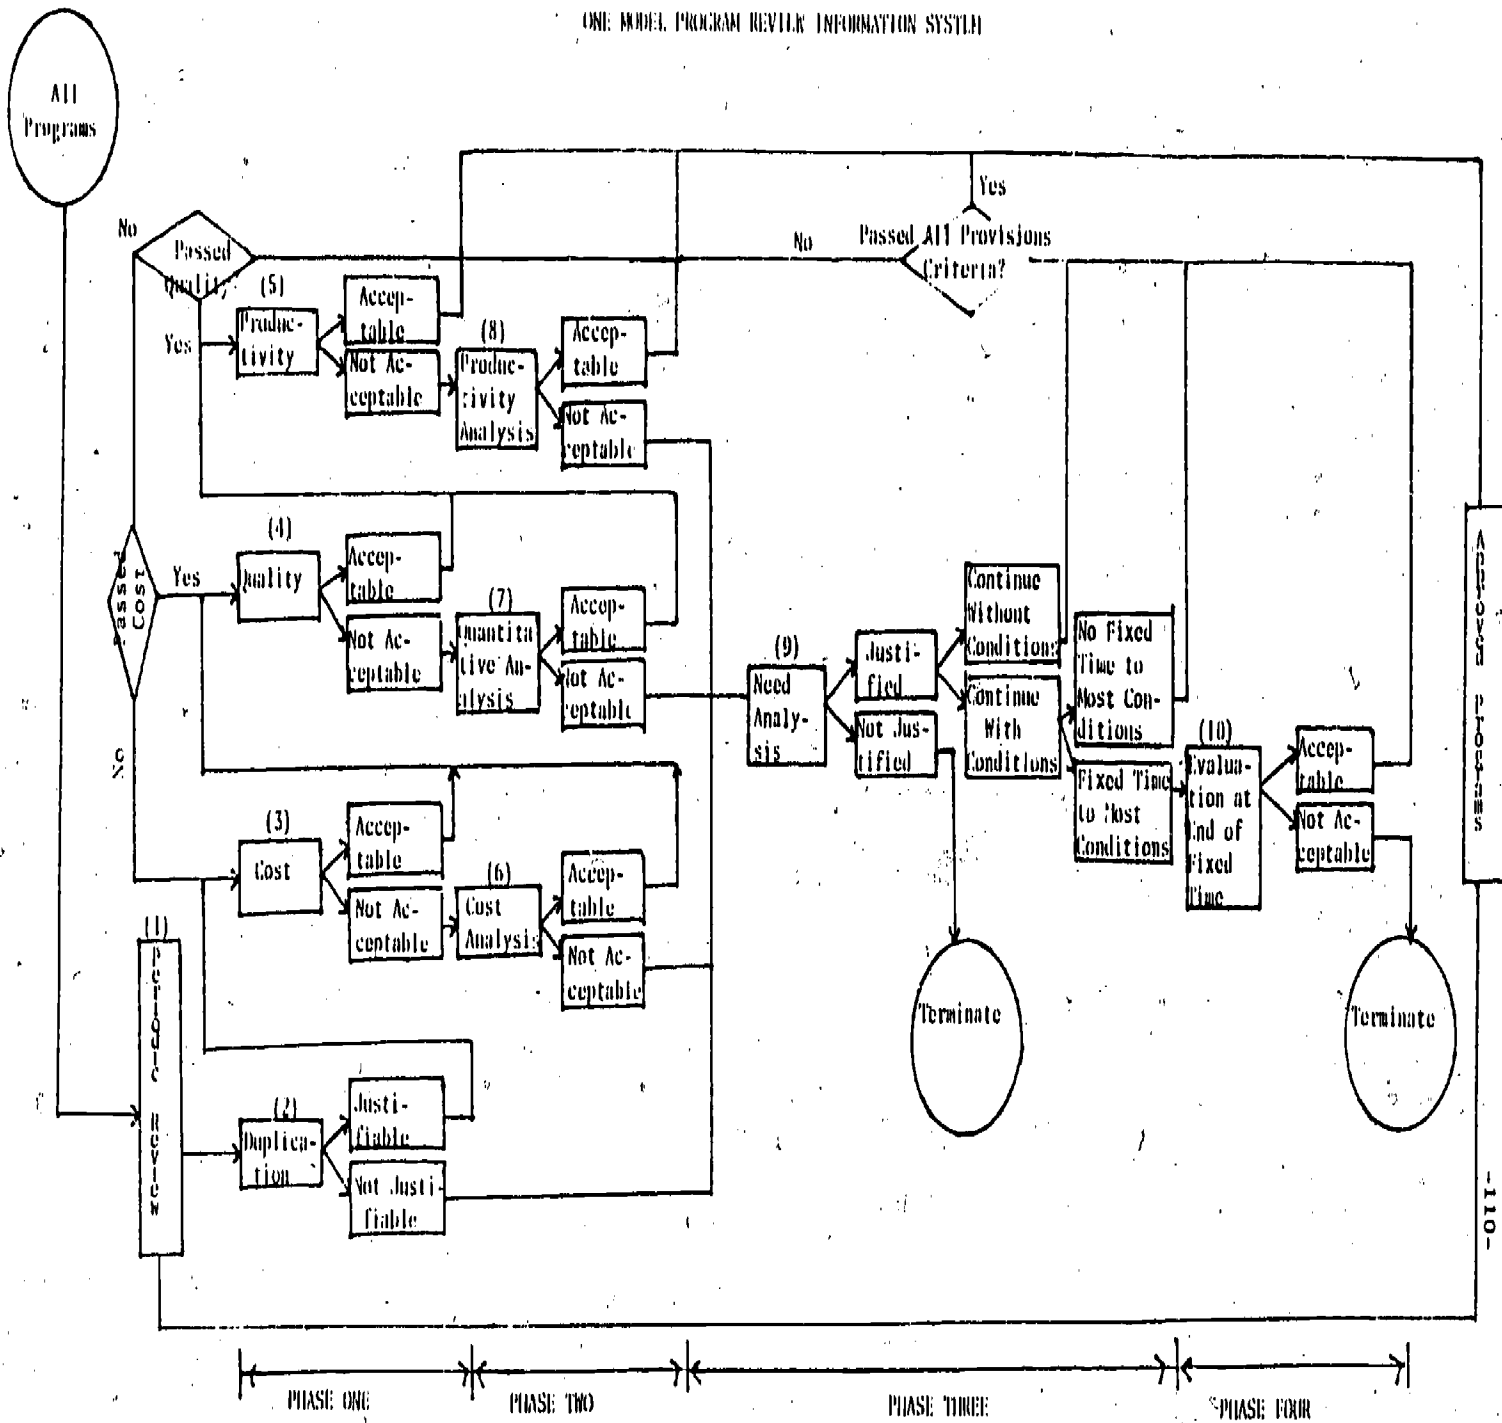 ONE MODEL PROGRAM REVIEW INFORMATION SYSTEM
All
Programs
No
Passed
Quality
Yes
(5)
Produc-
tivity
Accep-
table
Not Ac-
ceptable
(8)
Produc-
tivity
Analysis
Accep-
table
Not Ac-
ceptable
No
Passed All Provisions
Criteria?
Yes
Passed
Cost
Yes
No
(4)
Quality
Accep-
table
Not Ac-
ceptable
(7)
Quantita
tive An-
alysis
Accep-
table
Not Ac-
ceptable
(3)
Cost
Accep-
table
Not Ac-
ceptable
(6)
Cost
Analysis
Accep-
table
Not Ac-
ceptable
(1)
(2)
Duplica-
tion
Justi-
fiable
Not Justi-
fiable
(9)
Need
Analy-
sis
Justi-
fied
Not Jus-
tified
Continue
Without
Conditions
Continue
With
Conditions
No Fixed
Time to
Most Con-
ditions
Fixed Time
to Most
Conditions
(10)
Evalua-
tion at
End of
Fixed
Time
Accep-
table
Not Ac-
ceptable
Terminate
Terminate
-110-
PHASE ONE
PHASE TWO
PHASE THREE
PHASE FOUR